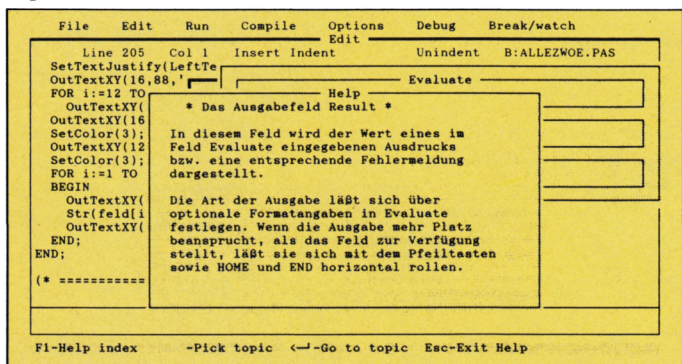 File Edit Run Compile Options Debug Break/watch
Edit
Line 205 Col 1 Insert Indent Unindent B:ALLEZWOE.PAS
SetTextJustify(LeftTe
OutTextXY(16,88,'
Evaluate
FOR i:=12 TO
Help
OutTextXY(
* Das Ausgabefeld Result *
OutTextXY(16
SetColor(3);
In diesem Feld wird der Wert eines im
OutTextXY(12
Feld Evaluate eingegebenen Ausdrucks
SetColor(3);
bzw. eine entsprechende Fehlermeldung
FOR i:=1 TO
dargestellt.
BEGIN
OutTextXY(
Die Art der Ausgabe läßt sich über
Str(feld[i
optionale Formatangaben in Evaluate
OutTextXY(
festlegen. Wenn die Ausgabe mehr Platz
END;
beansprucht, als das Feld zur Verfügung
END;
stellt, läßt sie sich mit dem Pfeiltasten
sowie HOME und END horizontal rollen.
(* ===========
F1-Help index -Pick topic <─┘-Go to topic Esc-Exit Help